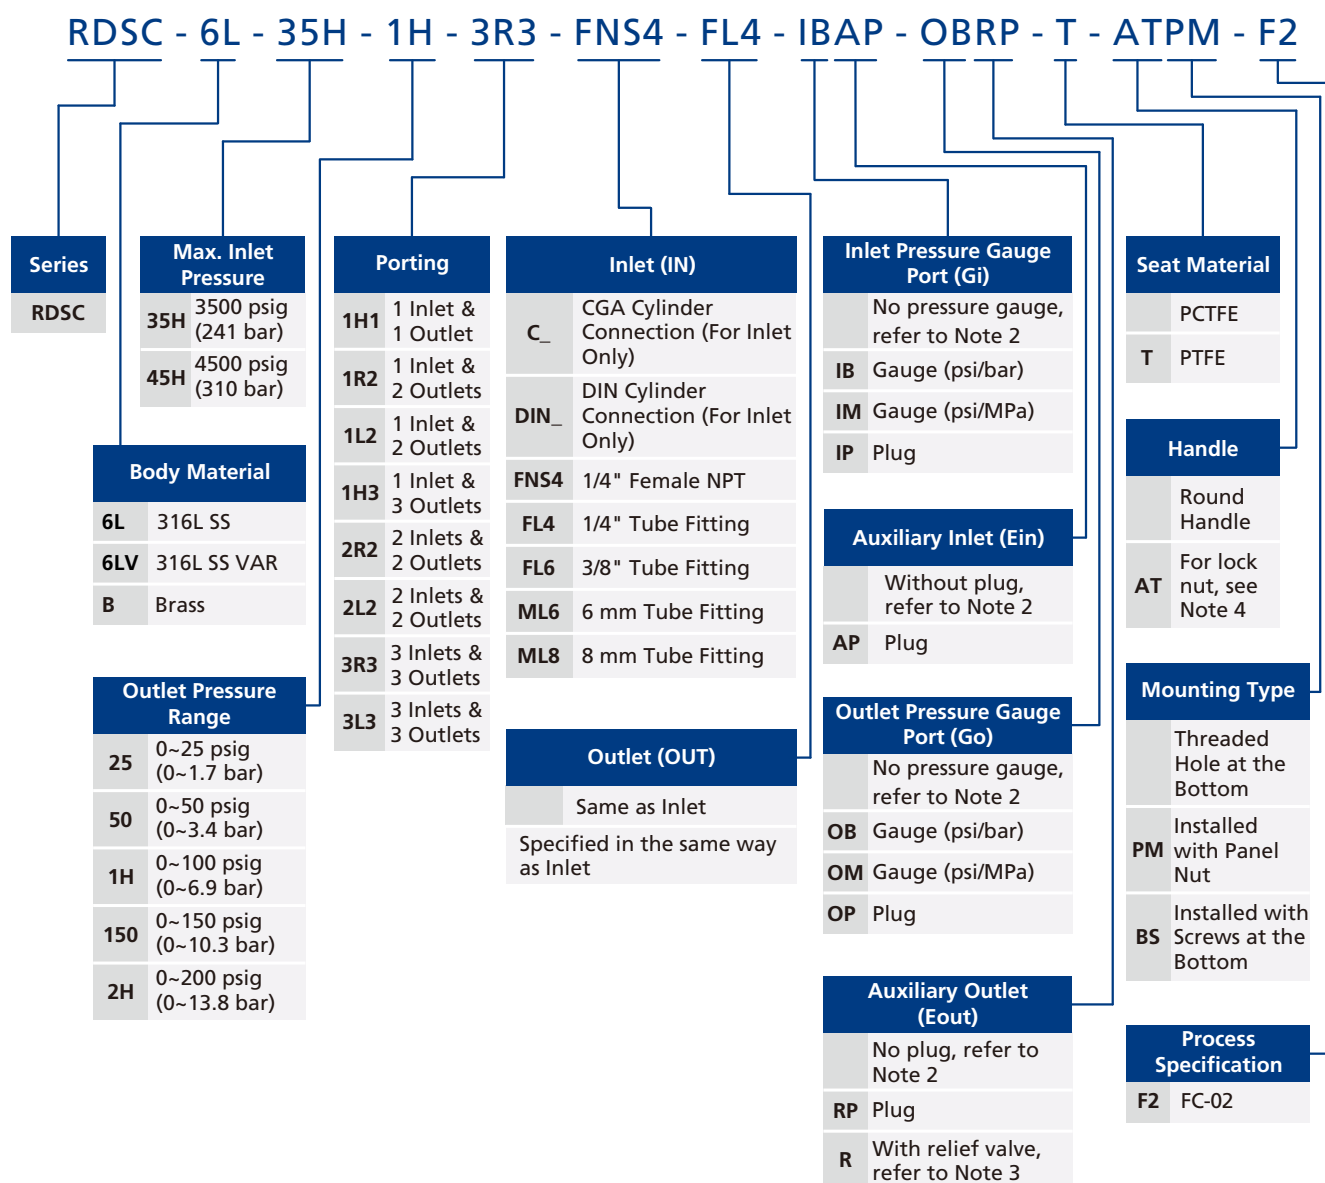 RDSC - 6L - 35H - 1H - 3R3 - FNS4 - FL4 - IBAP - OBRP - T - ATPM - F2
Series
RDSC
Max. Inlet
Pressure
35H 3500 psig
(241 bar)
45H 4500 psig
(310 bar)
Body Material
6L 316L SS
6LV 316L SS VAR
B Brass
Outlet Pressure
Range
25 0~25 psig
(0~1.7 bar)
50 0~50 psig
(0~3.4 bar)
1H 0~100 psig
(0~6.9 bar)
150 0~150 psig
(0~10.3 bar)
2H 0~200 psig
(0~13.8 bar)
Porting
1H1 1 Inlet &
1 Outlet
1R2 1 Inlet &
2 Outlets
1L2 1 Inlet &
2 Outlets
1H3 1 Inlet &
3 Outlets
2R2 2 Inlets &
2 Outlets
2L2 2 Inlets &
2 Outlets
3R3 3 Inlets &
3 Outlets
3L3 3 Inlets &
3 Outlets
Inlet (IN)
C_ CGA Cylinder
Connection (For Inlet
Only)
DIN_ DIN Cylinder
Connection (For Inlet
Only)
FNS4 1/4" Female NPT
FL4 1/4" Tube Fitting
FL6 3/8" Tube Fitting
ML6 6 mm Tube Fitting
ML8 8 mm Tube Fitting
Outlet (OUT)
Same as Inlet
Specified in the same way
as Inlet
Inlet Pressure Gauge
Port (Gi)
No pressure gauge,
refer to Note 2
IB Gauge (psi/bar)
IM Gauge (psi/MPa)
IP Plug
Auxiliary Inlet (Ein)
Without plug,
refer to Note 2
AP Plug
Outlet Pressure Gauge
Port (Go)
No pressure gauge,
refer to Note 2
OB Gauge (psi/bar)
OM Gauge (psi/MPa)
OP Plug
Auxiliary Outlet
(Eout)
No plug, refer to
Note 2
RP Plug
R With relief valve,
refer to Note 3
Seat Material
PCTFE
T PTFE
Handle
Round
Handle
AT For lock
nut, see
Note 4
Mounting Type
Threaded
Hole at the
Bottom
PM Installed
with Panel
Nut
BS Installed with
Screws at the
Bottom
Process
Specification
F2 FC-02